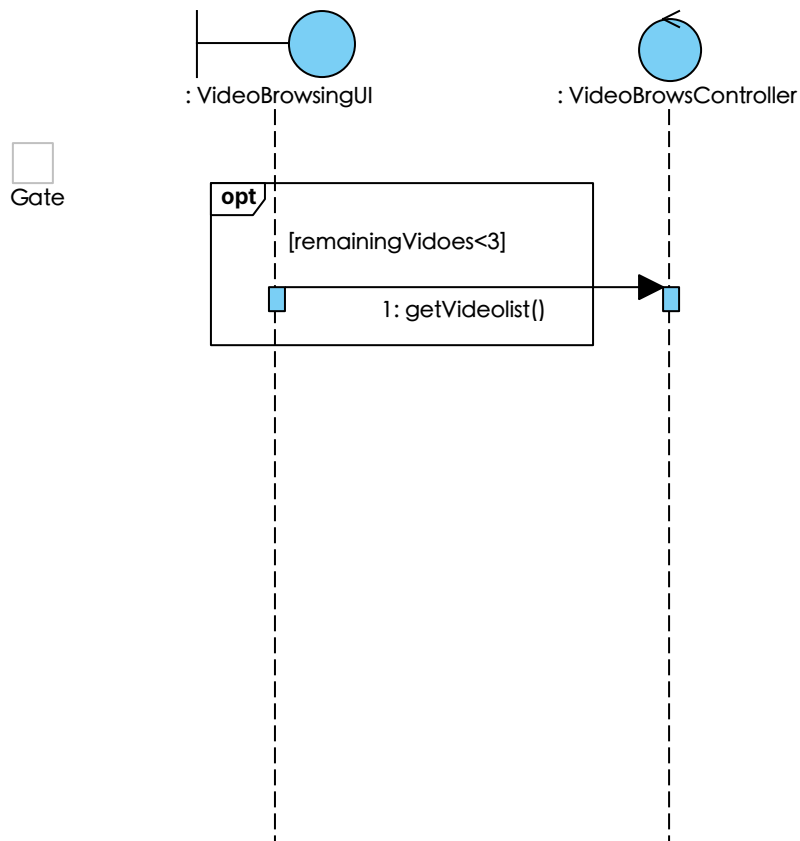 : VideoBrowsingUI
: VideoBrowsController
Gate
opt
[remainingVidoes<3]
1: getVideolist()